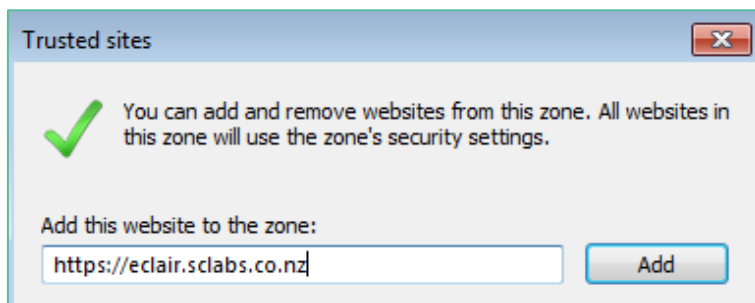 Trusted sites
You can add and remove websites from this zone. All websites in
this zone will use the zone's security settings.
Add this website to the zone:
https://eclair.sclabs.co.nz
Add